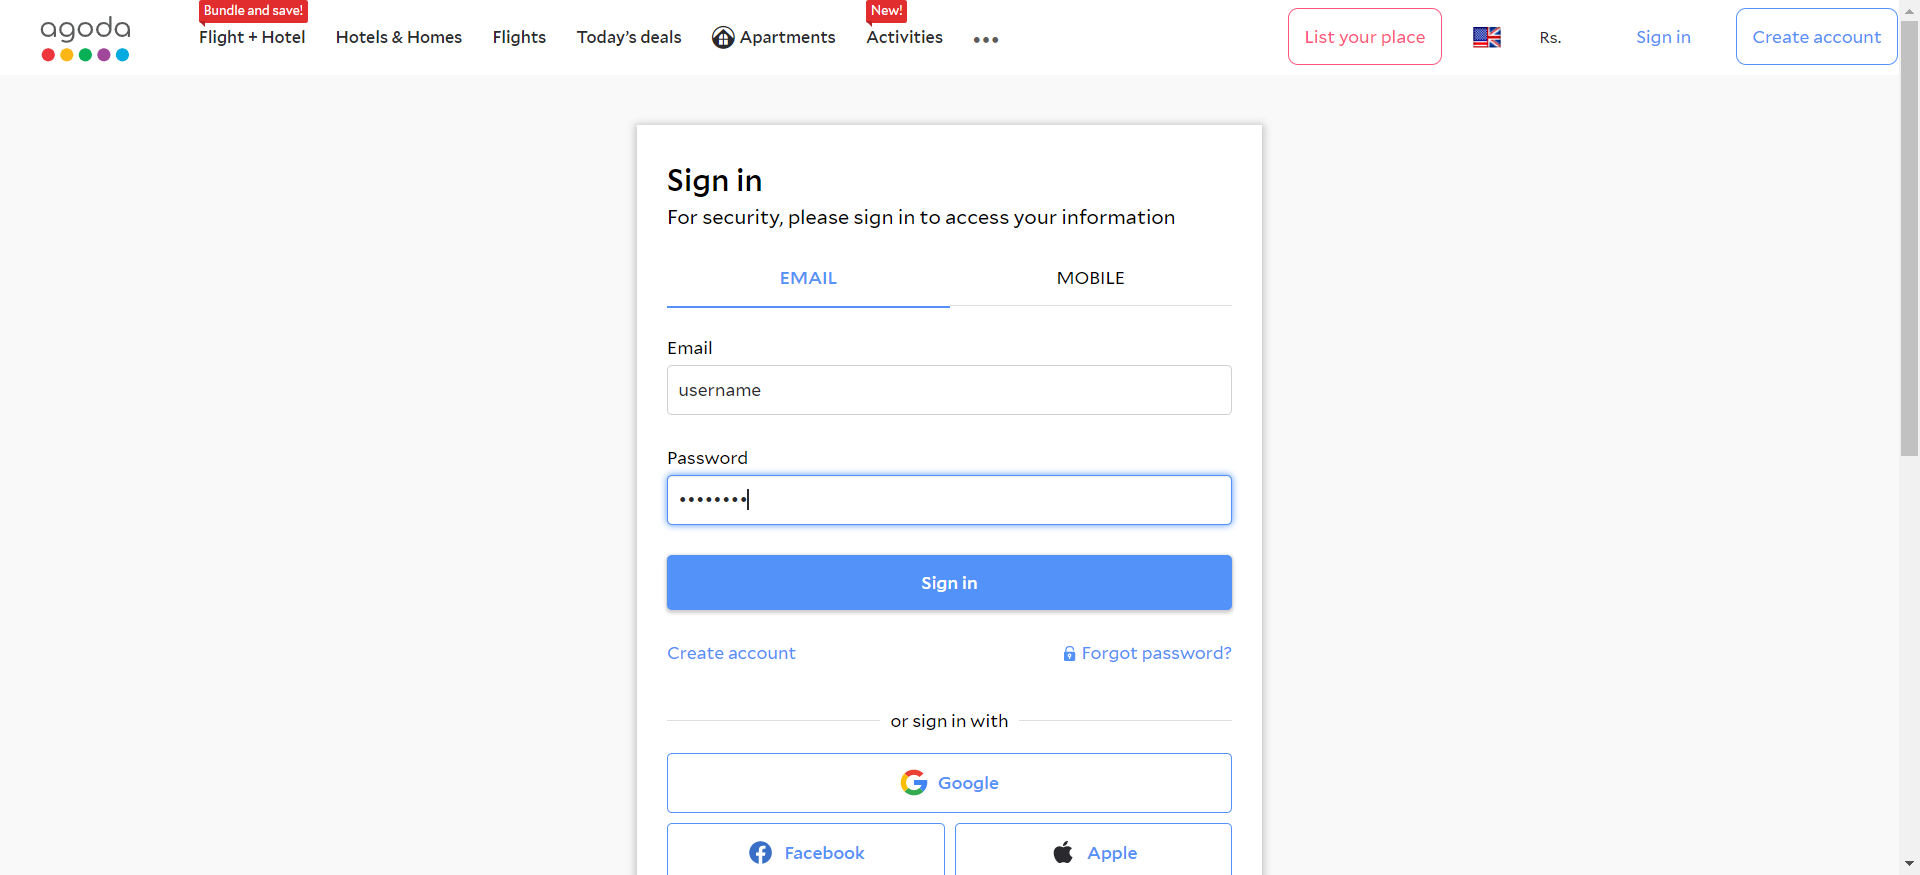 Bundle and save!
New!
agoda
Flight + Hotel
Hotels & Homes
Flights
Today's deals
Apartments
Activities
List your place
Rs.
Sign in
Create account
Sign in
For security, please sign in to access your information
EMAIL
MOBILE
Email
username
Password
••••••••
Sign in
Create account
Forgot password?
or sign in with
Google
Facebook
Apple